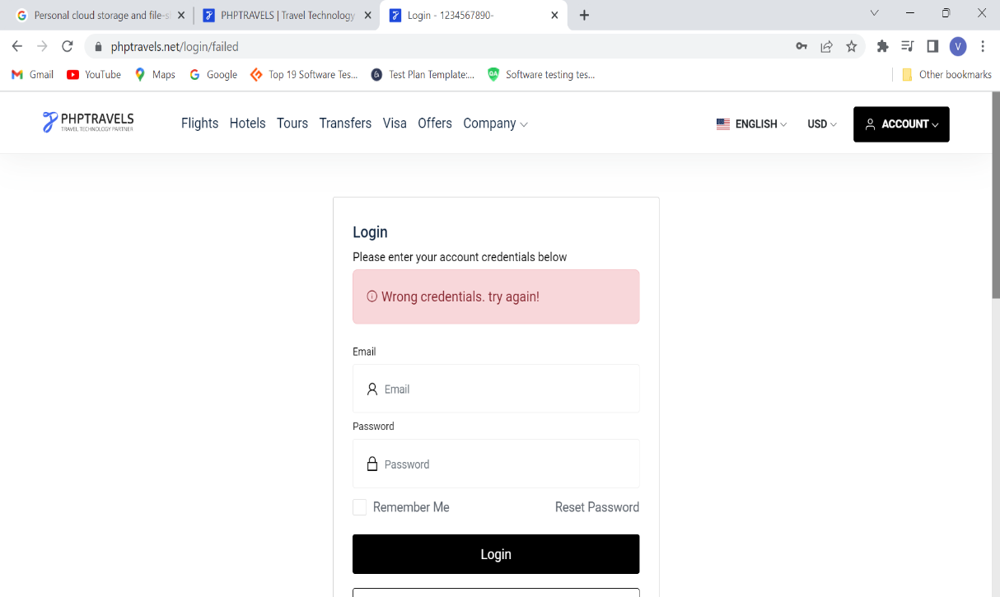 Personal cloud storage and file-s
PHPTRAVELS | Travel Technology
Login - 1234567890-
phptravels.net/login/failed
V
Gmail YouTube Maps Google Top 19 Software Tes... Test Plan Template:... QA Software testing tes... Other bookmarks
PHPTRAVELS
TRAVEL TECHNOLOGY PARTNER
Flights Hotels Tours Transfers Visa Offers Company
ENGLISH USD ACCOUNT
Login
Please enter your account credentials below
Wrong credentials. try again!
Email
Email
Password
Password
Remember Me Reset Password
Login